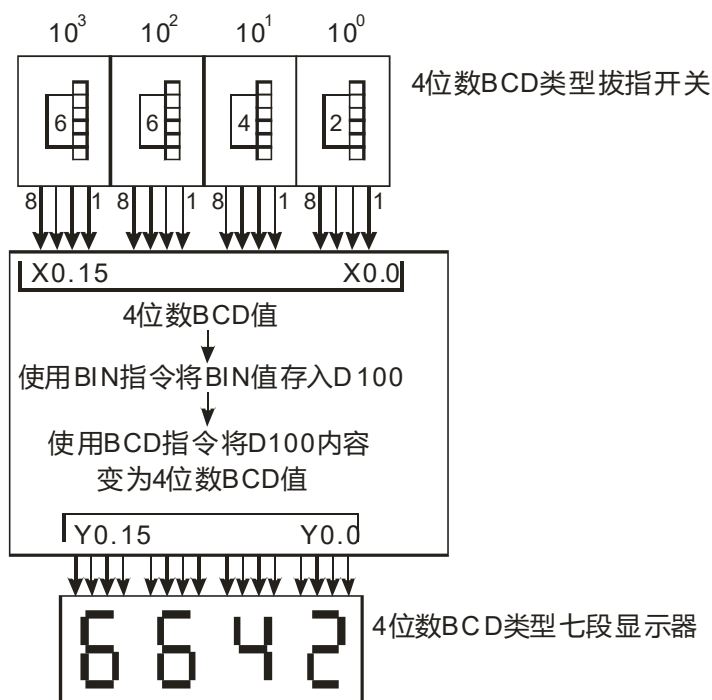 10³ 10² 10¹ 10⁰
4位数BCD类型拔指开关
6 6 4 2
8 1 8 1 8 1 8 1
X0.15 X0.0
4位数BCD值
使用BIN指令将BIN值存入D100
使用BCD指令将D100内容
变为4位数BCD值
Y0.15 Y0.0
6642
4位数BCD类型七段显示器